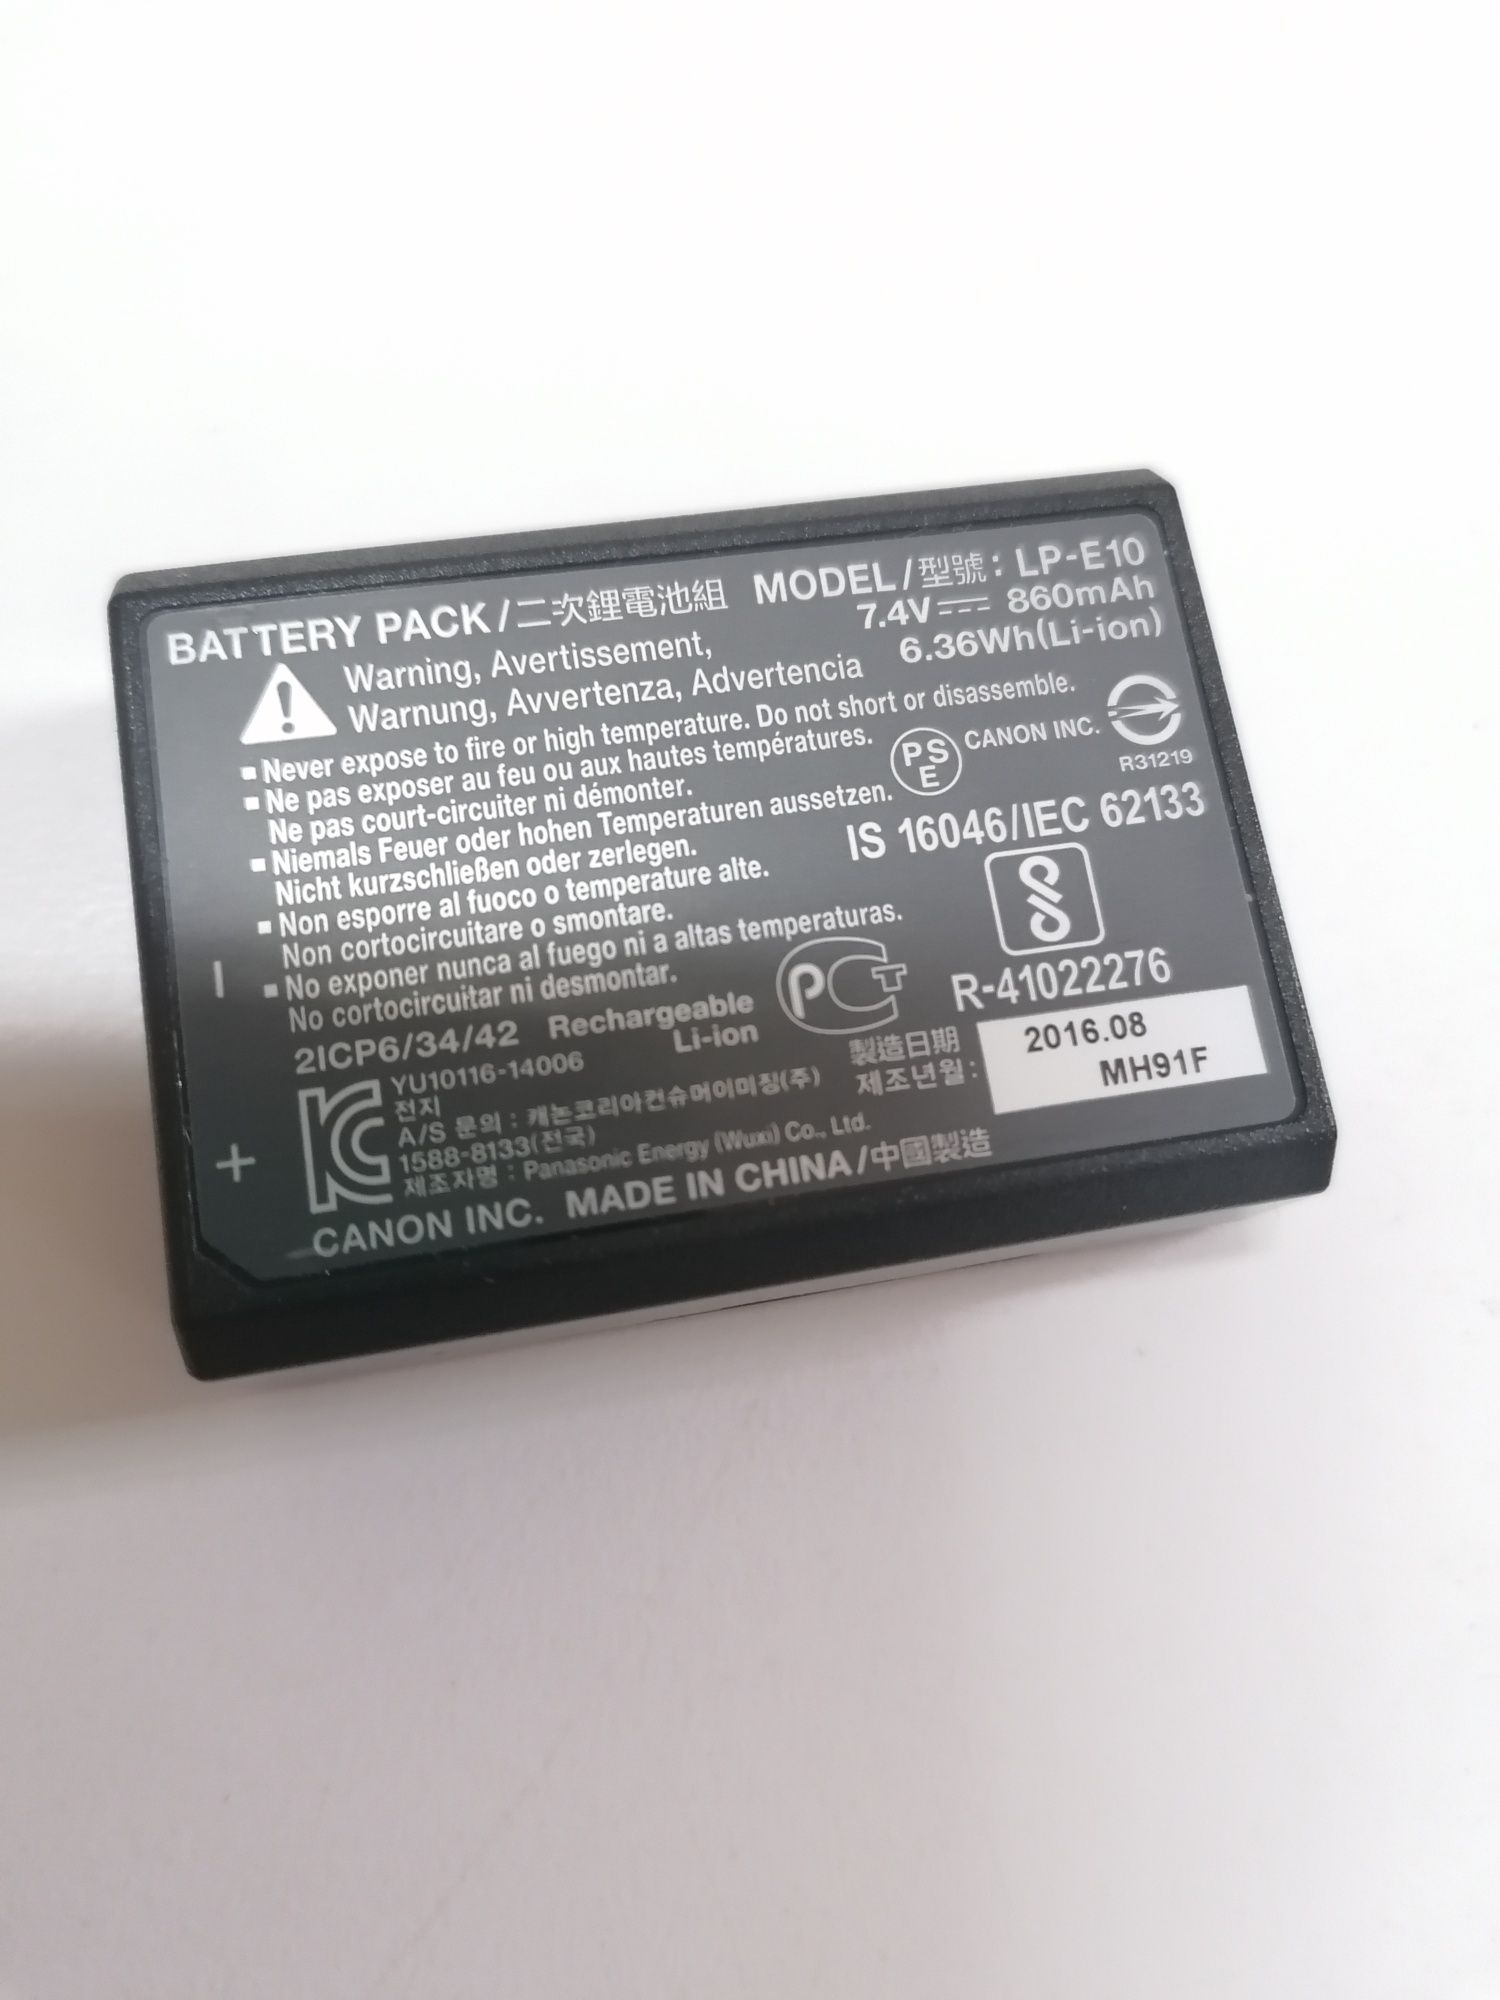 BATTERY PACK/二次鋰電池組 MODEL/型號: LP-E10
7.4V⎓ 860mAh
6.36Wh(Li-ion)
Warning, Avertissement,
Warnung, Avvertenza, Advertencia
▪ Never expose to fire or high temperature. Do not short or disassemble.
▪ Ne pas exposer au feu ou aux hautes températures.
Ne pas court-circuiter ni démonter.
▪ Niemals Feuer oder hohen Temperaturen aussetzen.
Nicht kurzschließen oder zerlegen.
▪ Non esporre al fuoco o temperature alte.
Non cortocircuitare o smontare.
▪ No exponer nunca al fuego ni a altas temperaturas.
No cortocircuitar ni desmontar.
PSE CANON INC.
R31219
IS 16046/IEC 62133
R-41022276
PCT
2ICP6/34/42 Rechargeable
Li-ion
製造日期
제조년월:
2016.08
MH91F
KC
YU10116-14006
전지
A/S 문의 : 캐논코리아컨슈머이미징(주)
1588-8133(전국)
제조자명 : Panasonic Energy (Wuxi) Co., Ltd.
CANON INC. MADE IN CHINA/中國製造
–
+